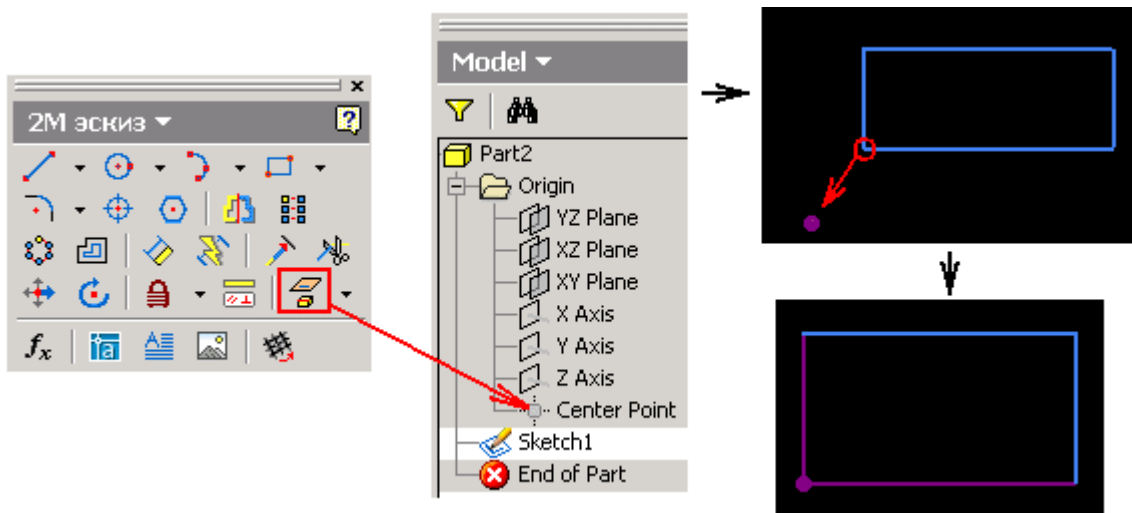 2М эскиз
fx
a
A
Model
Part2
Origin
YZ Plane
XZ Plane
XY Plane
X Axis
Y Axis
Z Axis
Center Point
Sketch1
End of Part